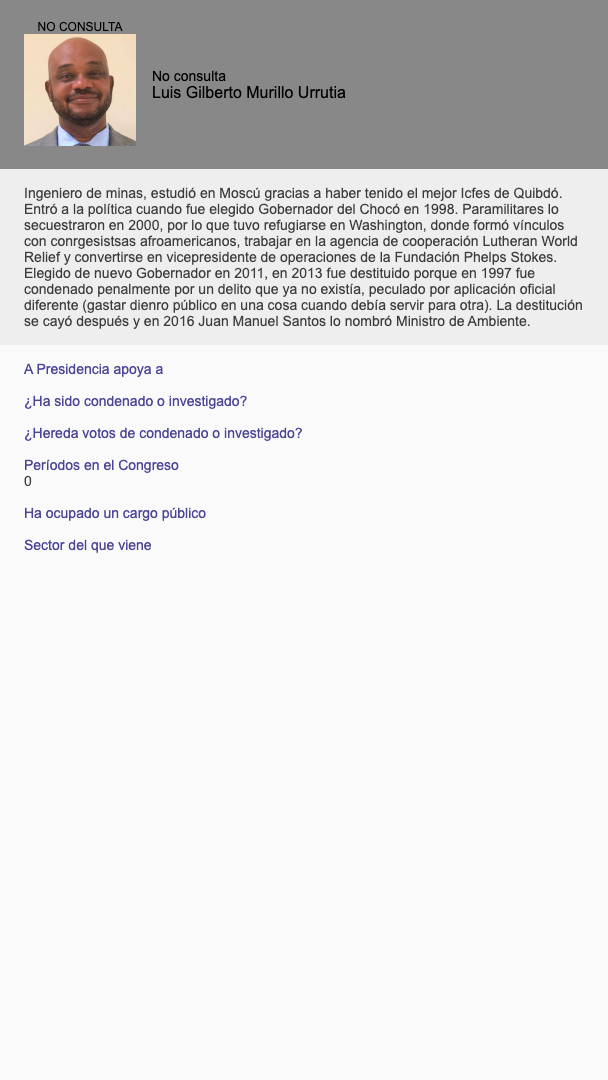 NO CONSULTA
No consulta
Luis Gilberto Murillo Urrutia
Ingeniero de minas, estudió en Moscú gracias a haber tenido el mejor Icfes de Quibdó.
Entró a la política cuando fue elegido Gobernador del Chocó en 1998. Paramilitares lo
secuestraron en 2000, por lo que tuvo refugiarse en Washington, donde formó vínculos
con conrgesistsas afroamericanos, trabajar en la agencia de cooperación Lutheran World
Relief y convertirse en vicepresidente de operaciones de la Fundación Phelps Stokes.
Elegido de nuevo Gobernador en 2011, en 2013 fue destituido porque en 1997 fue
condenado penalmente por un delito que ya no existía, peculado por aplicación oficial
diferente (gastar dienro público en una cosa cuando debía servir para otra). La destitución
se cayó después y en 2016 Juan Manuel Santos lo nombró Ministro de Ambiente.
A Presidencia apoya a
¿Ha sido condenado o investigado?
¿Hereda votos de condenado o investigado?
Períodos en el Congreso
0
Ha ocupado un cargo público
Sector del que viene